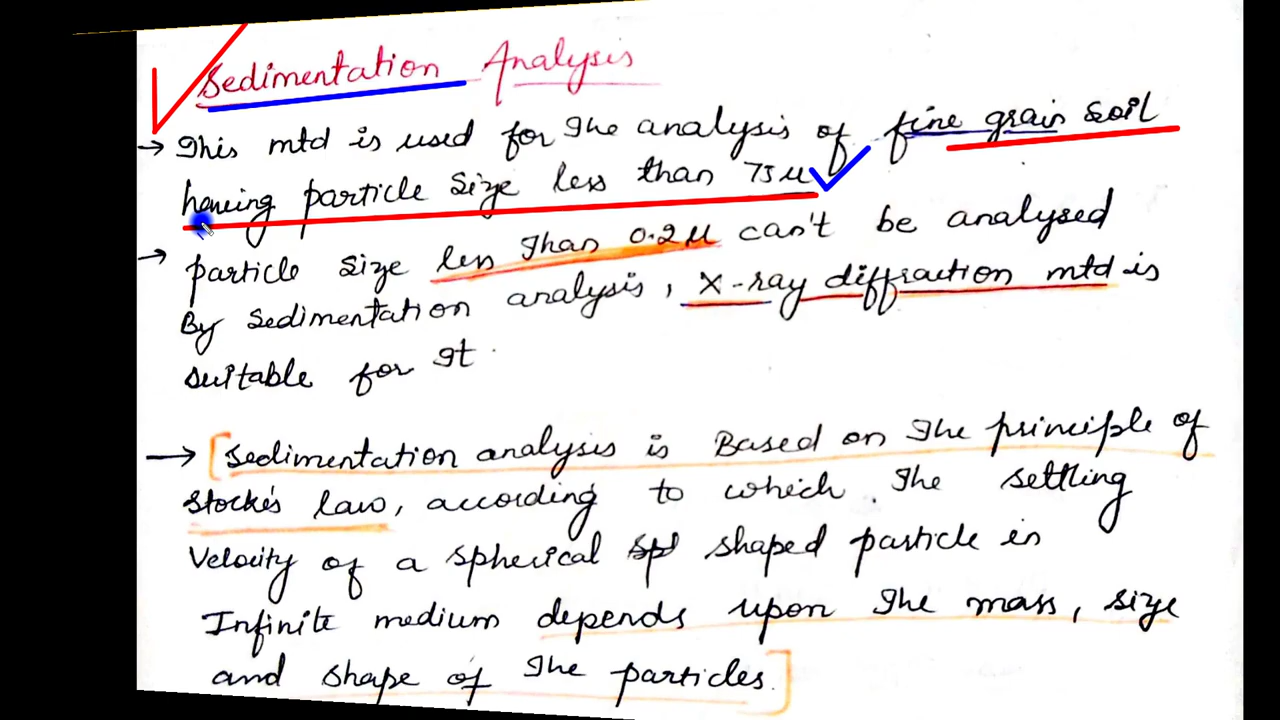 Sedimentation Analysis
→ This mtd is used for The analysis of fine grain soil
having particle size less than 75 μ
→ particle size less Than 0.2μ can't be analysed
By sedimentation analysis, X-ray diffraction mtd is
suitable for It.
→ [Sedimentation analysis is Based on The principle of
stocke's law, according to which The settling
Velocity of a spherical shaped particle in
Infinite medium depends upon The mass, size
and shape of The particles.]